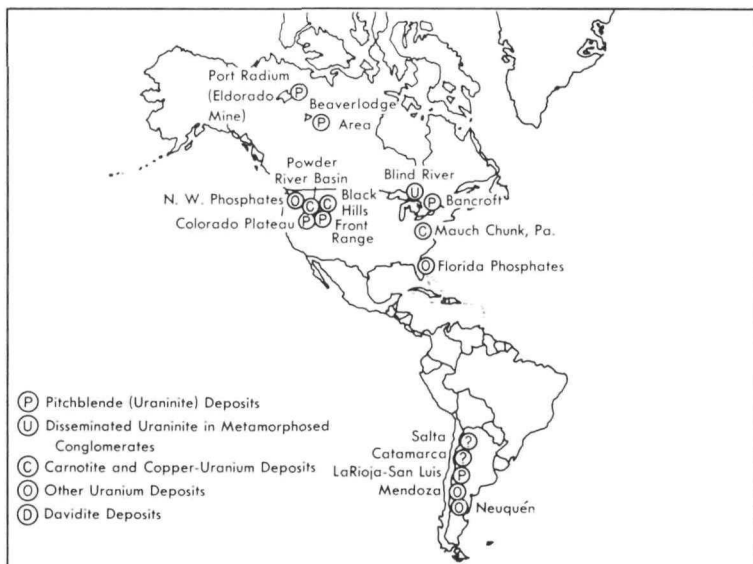 Port Radium
(Eldorado
Mine)
P
Beaverlodge
P
Area
Powder
River Basin
N. W. Phosphates
O
C
C
Black
Hills
Colorado Plateau
P
P
Front
Range
Blind River
U
P
Bancroft
C
Mauch Chunk, Pa.
O
Florida Phosphates
P Pitchblende (Uraninite) Deposits
U Disseminated Uraninite in Metamorphosed
Conglomerates
C Carnotite and Copper-Uranium Deposits
O Other Uranium Deposits
D Davidite Deposits
Salta ?
Catamarca ?
LaRioja-San Luis P
Mendoza O
O Neuquén